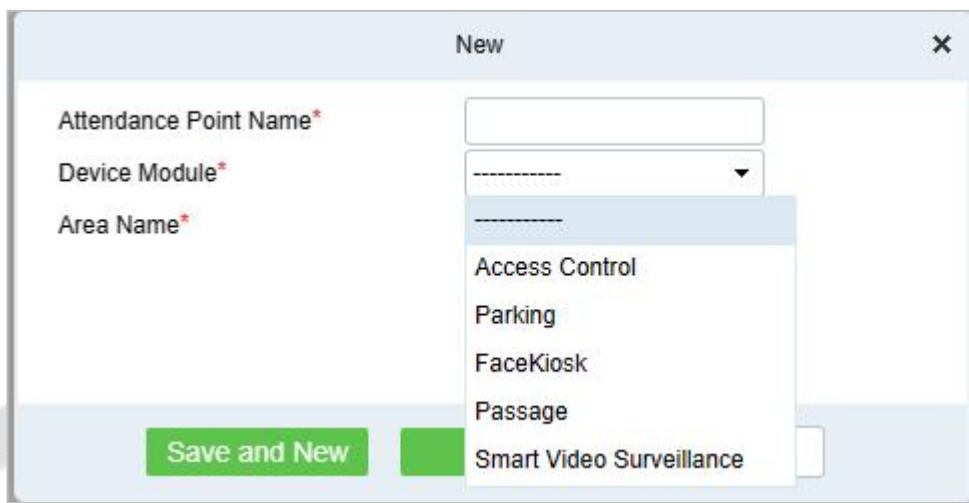 New
Attendance Point Name*
Device Module*
-----------
Area Name*
-----------
Access Control
Parking
FaceKiosk
Passage
Smart Video Surveillance
Save and New